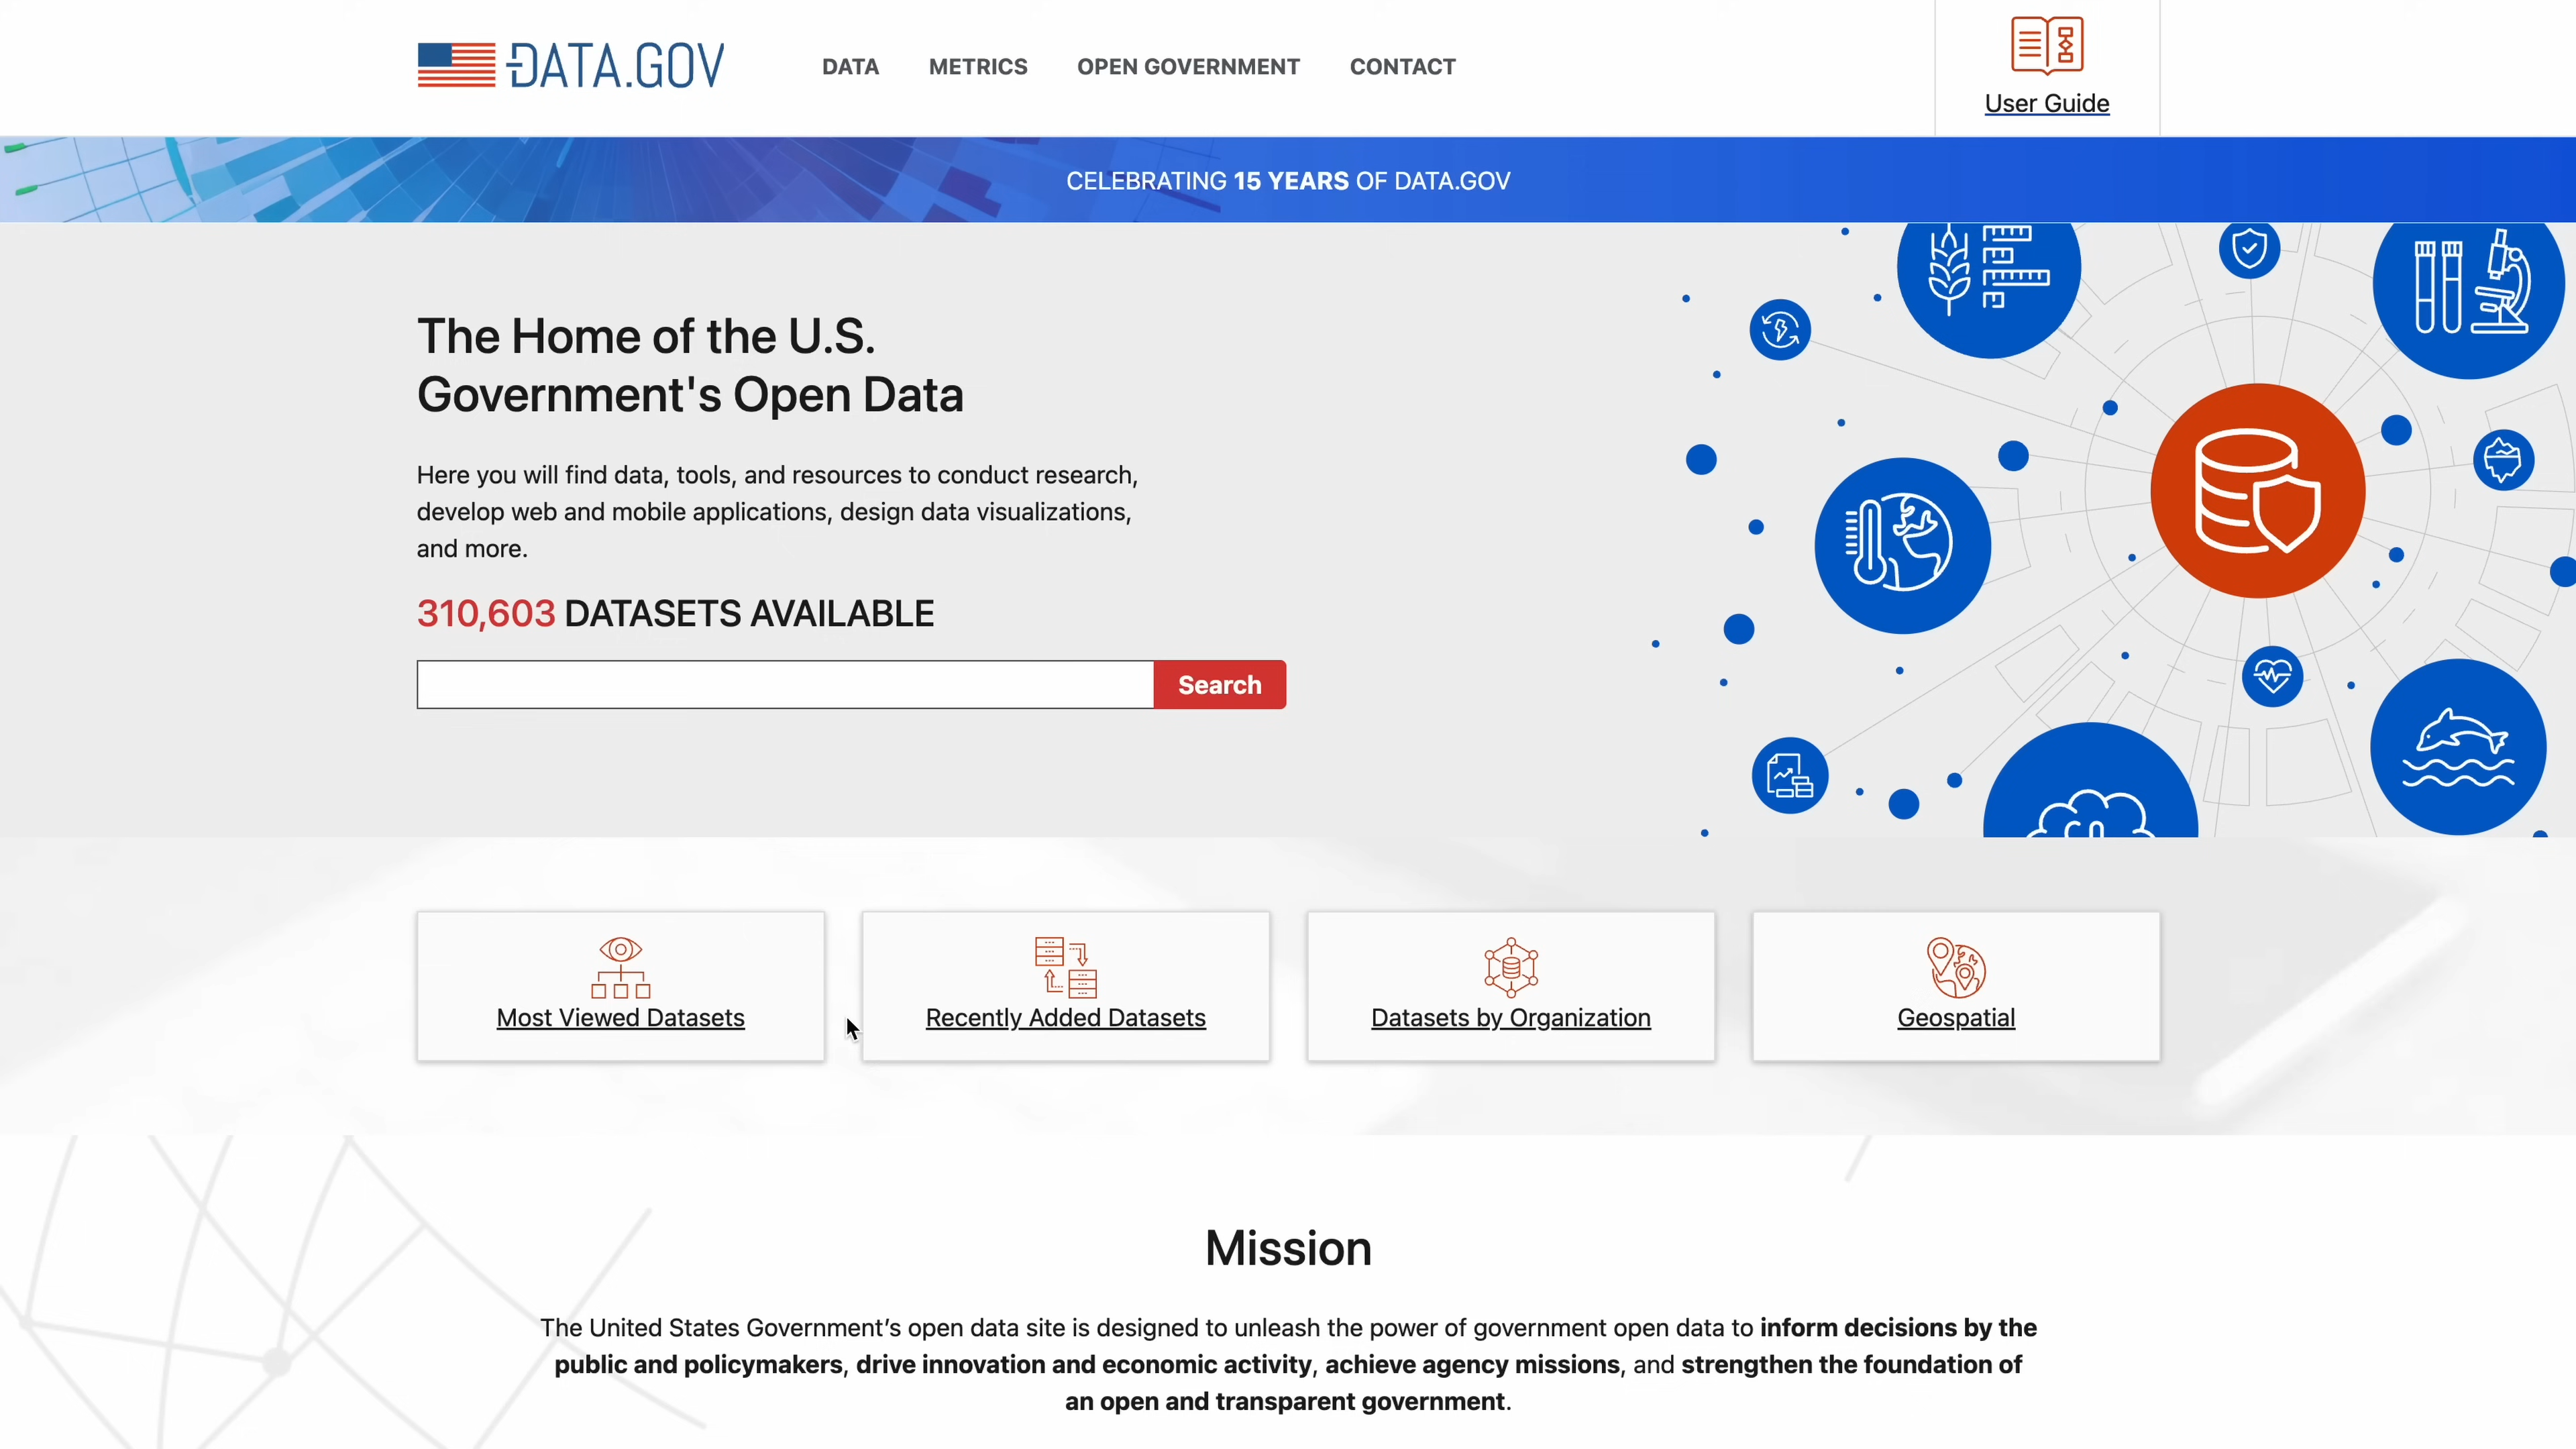 DATA.GOV
DATA METRICS OPEN GOVERNMENT CONTACT
User Guide
CELEBRATING 15 YEARS OF DATA.GOV
The Home of the U.S.
Government's Open Data
Here you will find data, tools, and resources to conduct research,
develop web and mobile applications, design data visualizations,
and more.
310,603 DATASETS AVAILABLE
Search
Most Viewed Datasets
Recently Added Datasets
Datasets by Organization
Geospatial
Mission
The United States Government’s open data site is designed to unleash the power of government open data to inform decisions by the
public and policymakers, drive innovation and economic activity, achieve agency missions, and strengthen the foundation of
an open and transparent government.